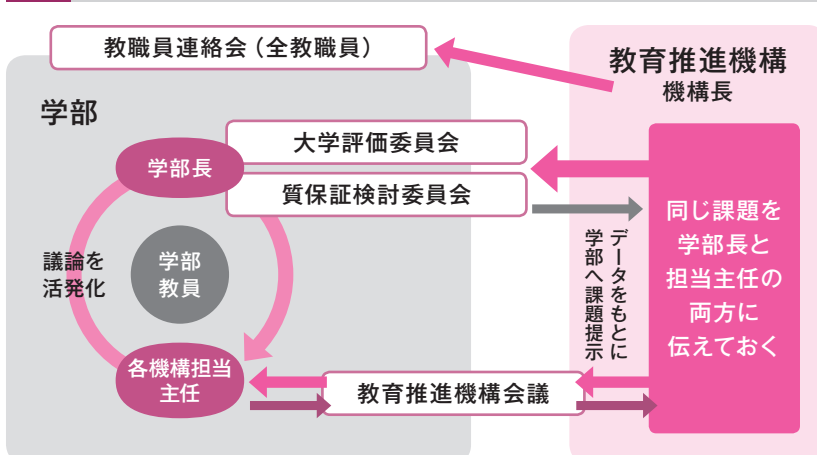 教職員連絡会（全教職員）
教育推進機構
機構長
学部
学部長
大学評価委員会
質保証検討委員会
議論を
活発化
学部
教員
データをもとに
学部へ課題提示
同じ課題を
学部長と
担当主任の
両方に
伝えておく
各機構担当
主任
教育推進機構会議